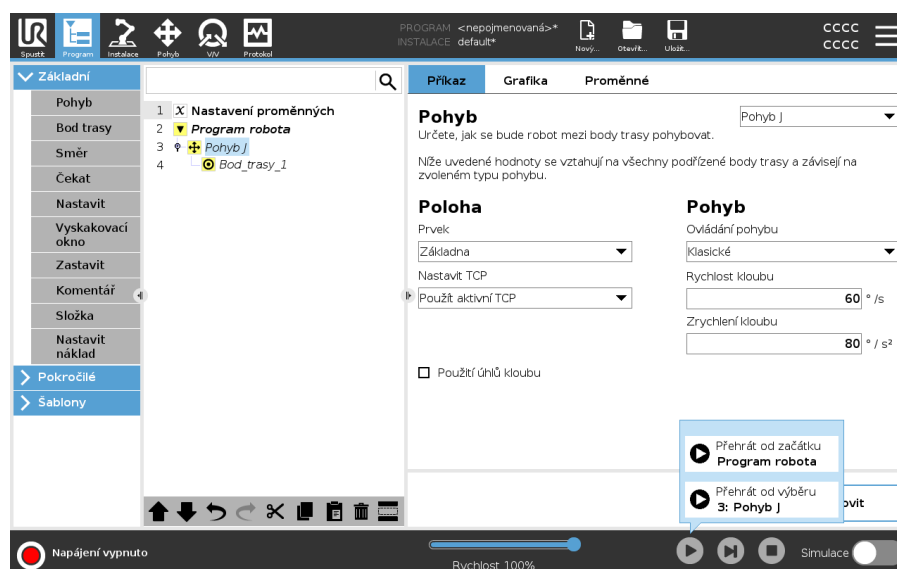 PROGRAM <nepojmenovaná>*
INSTALACE default*
Spustit
Program
Instalace
Pohyb
V/V
Protokol
Nový...
Otevřít...
Uložit...
CCCC
CCCC
Základní
Pohyb
Bod trasy
Směr
Čekat
Nastavit
Vyskakovací
okno
Zastavit
Komentář
Složka
Nastavit
náklad
Pokročilé
Šablony
1 X Nastavení proměnných
2 Program robota
3 Pohyb J
4 Bod_trasy_1
Příkaz
Grafika
Proměnné
Pohyb
Pohyb J
Určete, jak se bude robot mezi body trasy pohybovat.
Níže uvedené hodnoty se vztahují na všechny podřízené body trasy a závisejí na
zvoleném typu pohybu.
Poloha
Prvek
Základna
Nastavit TCP
Použít aktivní TCP
Použití úhlů kloubu
Pohyb
Ovládání pohybu
Klasické
Rychlost kloubu
60 ° /s
Zrychlení kloubu
80 ° / s²
Přehrát od začátku
Program robota
Přehrát od výběru
3: Pohyb J
Napájení vypnuto
Rychlost 100%
Simulace